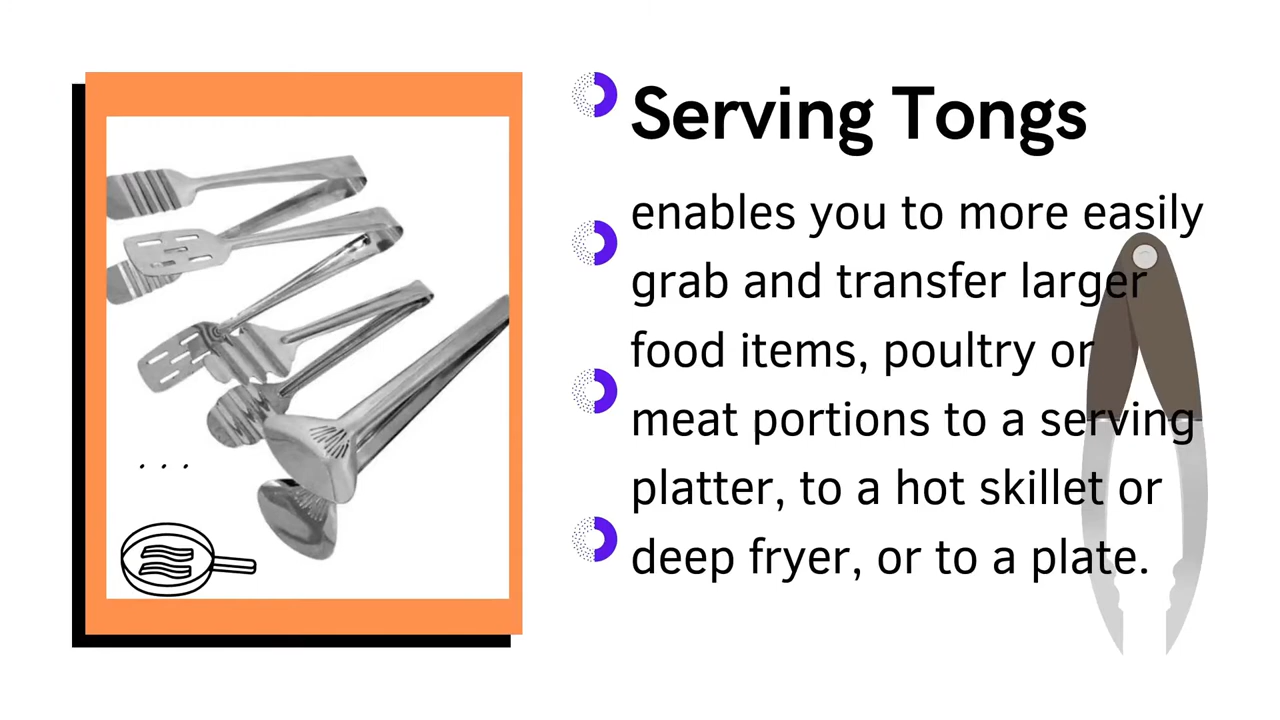 Serving Tongs
enables you to more easily
grab and transfer larger
food items, poultry or
meat portions to a serving
platter, to a hot skillet or
deep fryer, or to a plate.